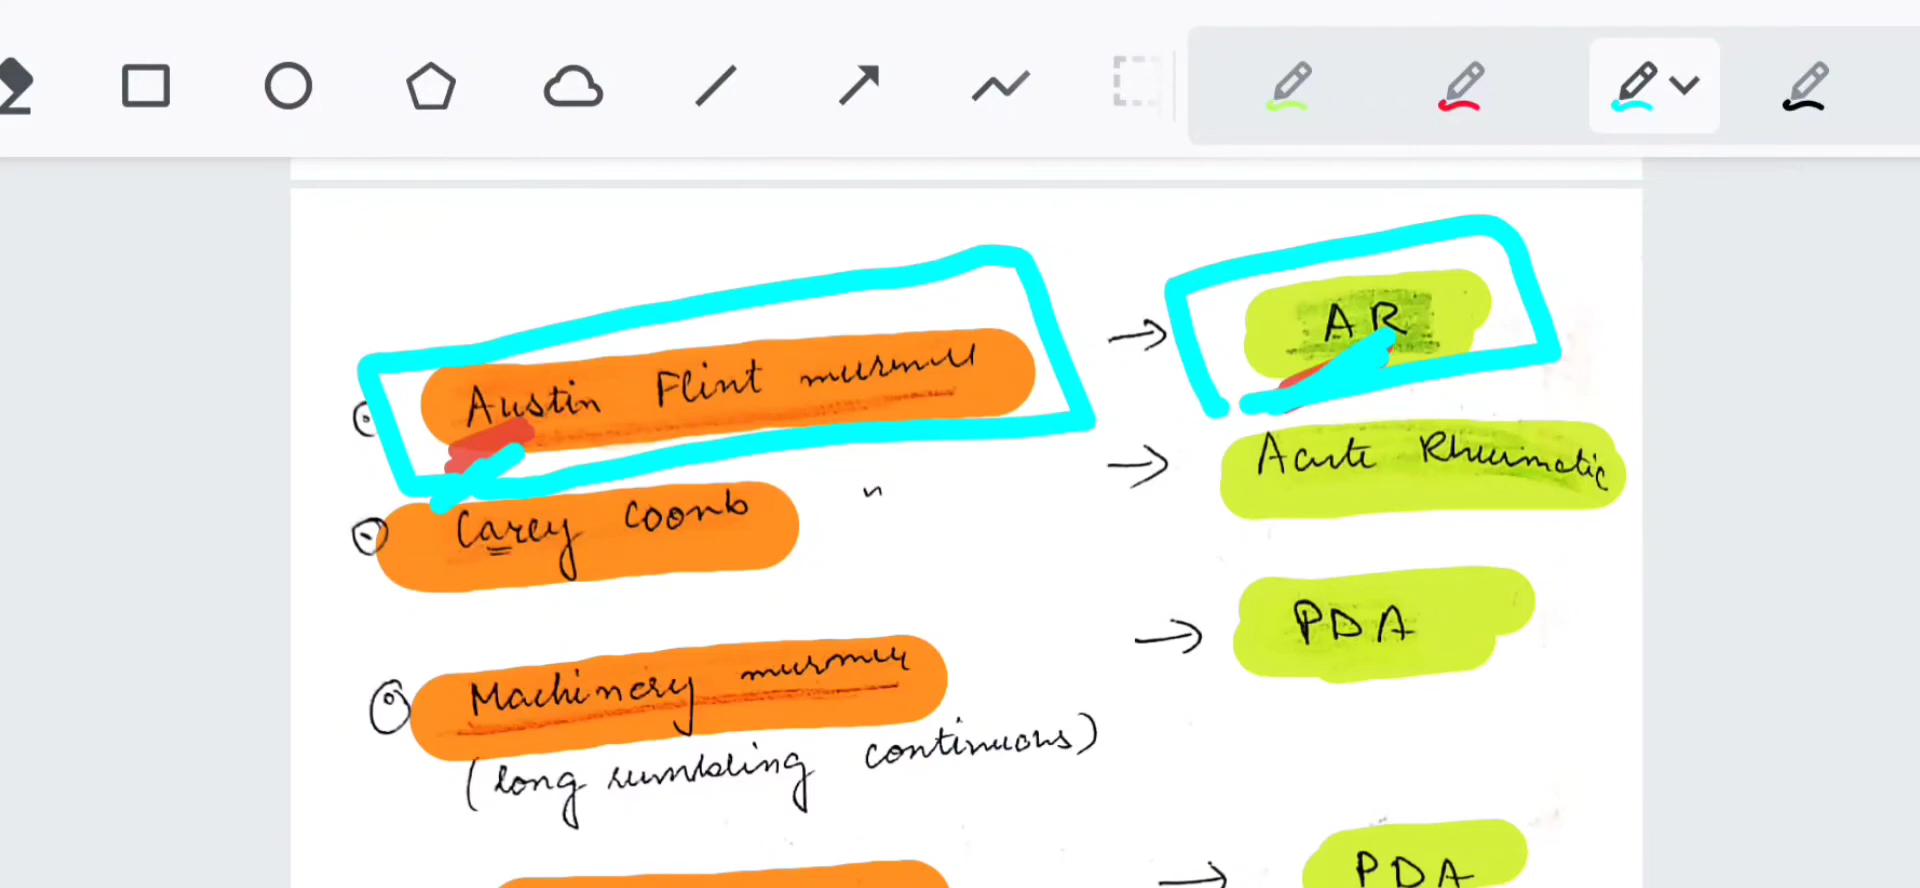 Austin Flint murmur → AR
Carey Coomb " → Acute Rheumatic
Machinery murmur → PDA
(long rumbling continuous)
→ PDA